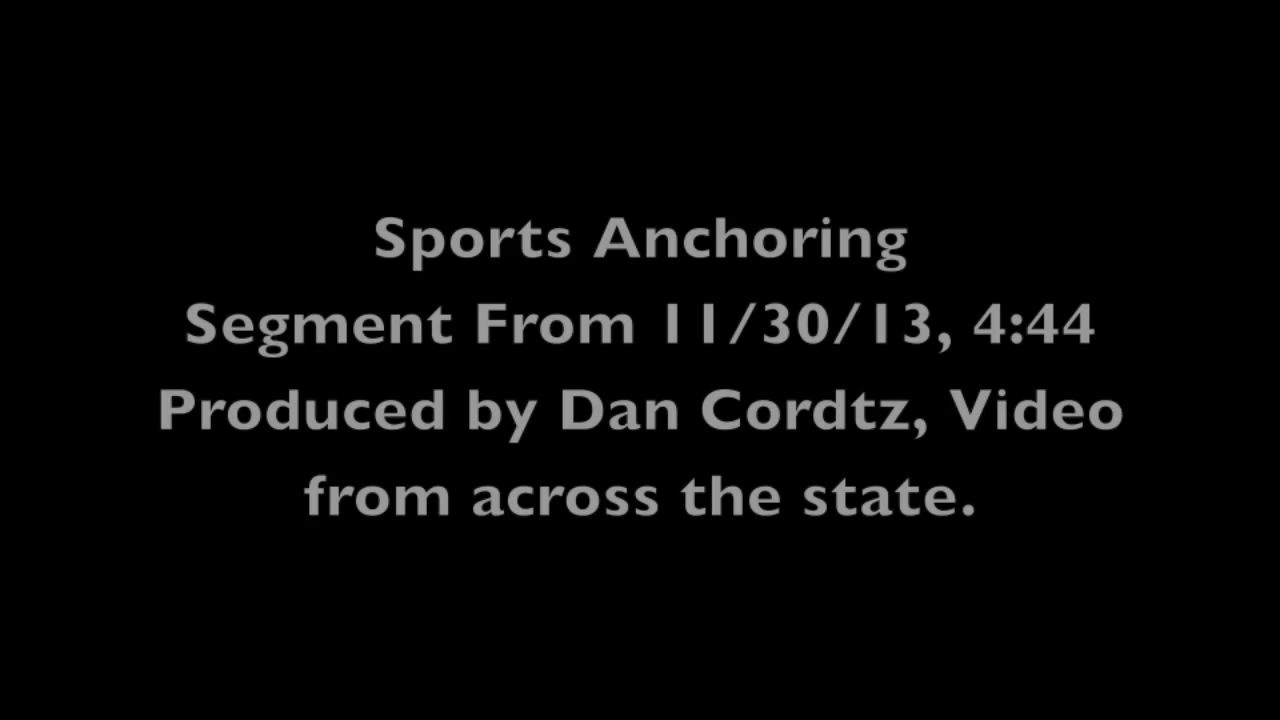 Sports Anchoring
Segment From 11/30/13, 4:44
Produced by Dan Cordtz, Video
from across the state.